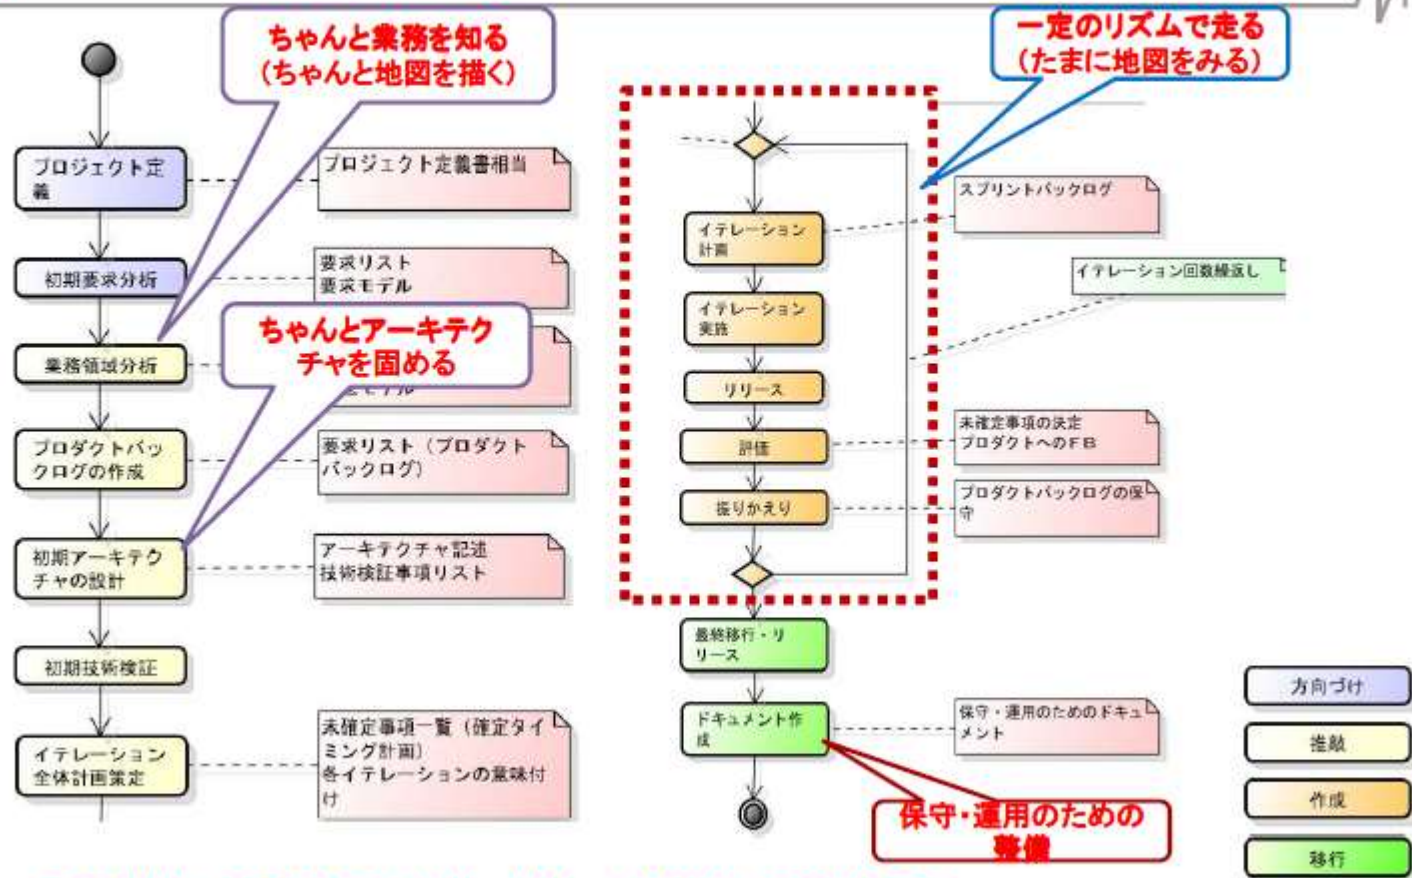 ちゃんと業務を知る
(ちゃんと地図を描く)
プロジェクト定
義
プロジェクト定義書相当
初期要求分析
要求リスト
要求モデル
ちゃんとアーキテク
チャを固める
業務領域分析
プロダクトバッ
クログの作成
要求リスト（プロダクト
バックログ）
初期アーキテク
チャの設計
アーキテクチャ記述
技術検証事項リスト
初期技術検証
イテレーション
全体計画策定
未確定事項一覧（確定タイ
ミング計画）
各イテレーションの意味付
け
一定のリズムで走る
(たまに地図をみる)
イテレーション
計画
スプリントバックログ
イテレーション回数繰返し
イテレーション
実施
リリース
評価
未確定事項の決定
プロダクトへのＦＢ
振りかえり
プロダクトバックログの保
守
最終移行・リ
リース
ドキュメント作
成
保守・運用のためのドキュ
メント
保守・運用のための
整備
方向づけ
推敲
作成
移行